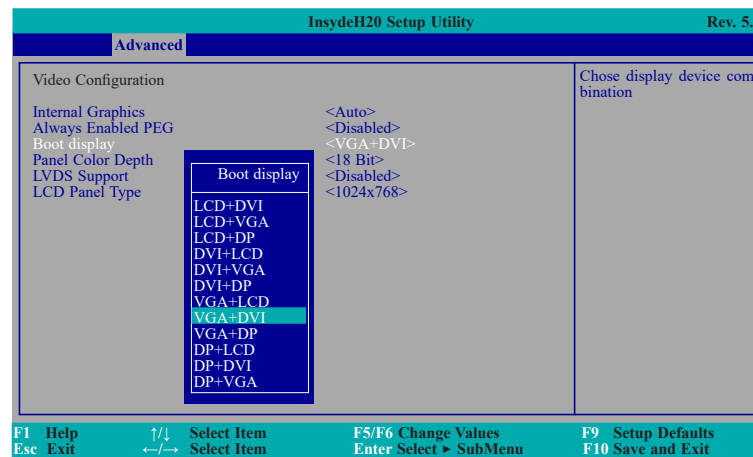 InsydeH20 Setup Utility Rev. 5.
Advanced
Video Configuration
Internal Graphics <Auto>
Always Enabled PEG <Disabled>
Boot display <VGA+DVI>
Panel Color Depth <18 Bit>
LVDS Support <Disabled>
LCD Panel Type <1024x768>
Boot display
LCD+DVI
LCD+VGA
LCD+DP
DVI+LCD
DVI+VGA
DVI+DP
VGA+LCD
VGA+DVI
VGA+DP
DP+LCD
DP+DVI
DP+VGA
Chose display device com
bination
F1 Help ↑/↓ Select Item F5/F6 Change Values F9 Setup Defaults
Esc Exit ←/→ Select Item Enter Select ► SubMenu F10 Save and Exit